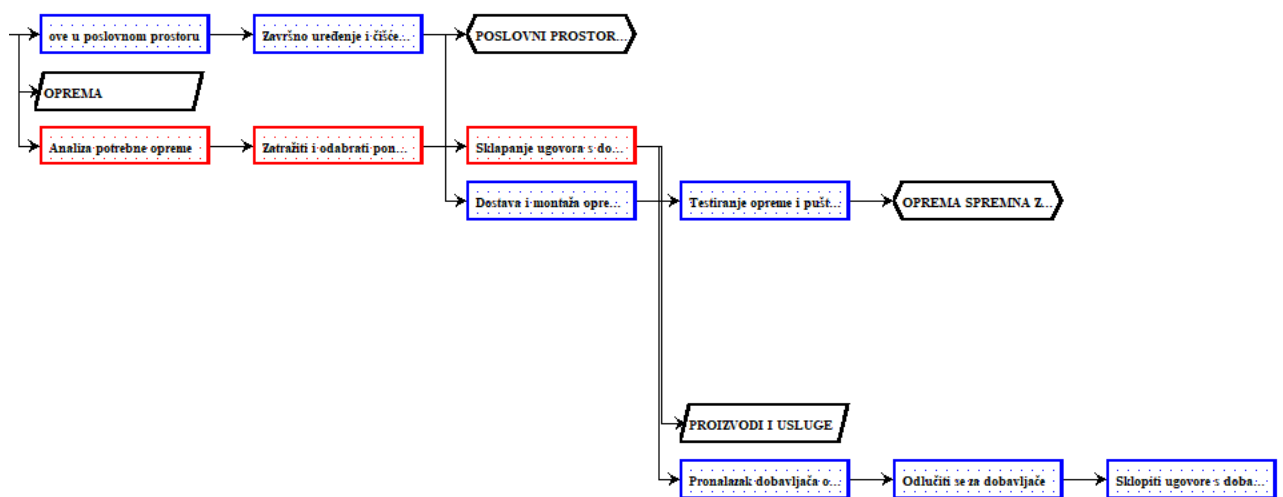 ove u poslovnom prostoru
Završno uređenje i čišće...
POSLOVNI PROSTOR...
OPREMA
Analiza potrebne opreme
Zatražiti i odabrati pon...
Sklapanje ugovora s do...
Dostava i montaža opre...
Testiranje opreme i pušt...
OPREMA SPREMNA Z...
PROIZVODI I USLUGE
Pronalazak dobavljača o...
Odlučiti se za dobavljače
Sklopiti ugovore s doba...